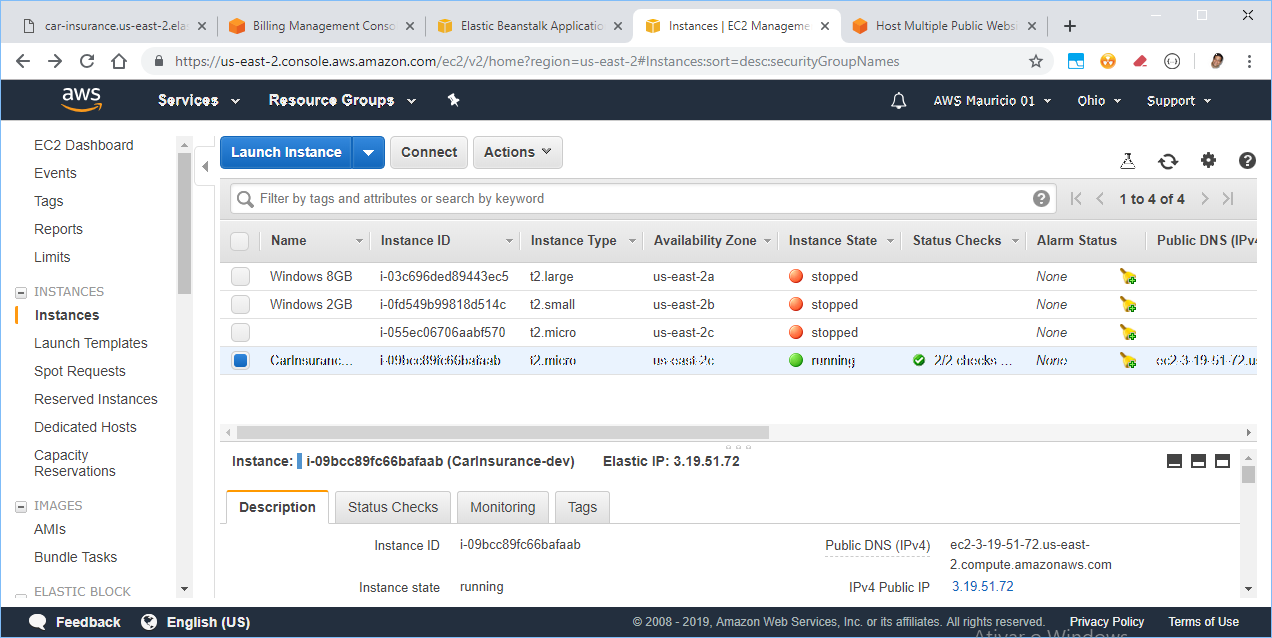 car-insurance.us-east-2.elas
Billing Management Conso
Elastic Beanstalk Applicatio
Instances | EC2 Manageme
Host Multiple Public Websi
https://us-east-2.console.aws.amazon.com/ec2/v2/home?region=us-east-2#Instances:sort=desc:securityGroupNames
aws Services Resource Groups AWS Mauricio 01 Ohio Support
EC2 Dashboard
Events
Tags
Reports
Limits
INSTANCES
Instances
Launch Templates
Spot Requests
Reserved Instances
Dedicated Hosts
Capacity
Reservations
IMAGES
AMIs
Bundle Tasks
ELASTIC BLOCK
Launch Instance Connect Actions
Filter by tags and attributes or search by keyword 1 to 4 of 4
Name Instance ID Instance Type Availability Zone Instance State Status Checks Alarm Status Public DNS (IPv4
Windows 8GB i-03c696ded89443ec5 t2.large us-east-2a stopped None
Windows 2GB i-0fd549b99818d514c t2.small us-east-2b stopped None
i-055ec06706aabf570 t2.micro us-east-2c stopped None
CarInsuranc... i-09bcc89fc66bafaab t2.micro us-east-2c running 2/2 checks ... None ec2-3-19-51-72.us
Instance: i-09bcc89fc66bafaab (CarInsurance-dev) Elastic IP: 3.19.51.72
Description Status Checks Monitoring Tags
Instance ID i-09bcc89fc66bafaab Public DNS (IPv4) ec2-3-19-51-72.us-east-
2.compute.amazonaws.com
Instance state running IPv4 Public IP 3.19.51.72
Feedback English (US) © 2008 - 2019, Amazon Web Services, Inc. or its affiliates. All rights reserved. Privacy Policy Terms of Use
Ativar o Windows